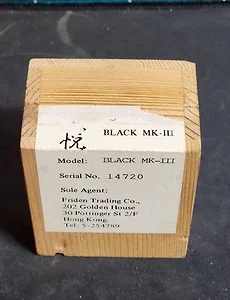 悦 BLACK MK-III
Model: BLACK MK-III
Serial No. 14720
Sole Agent:
Friden Trading Co.,
202 Golden House
30 Pottinger St 2/F
Hong Kong.
Tel: 5-254789